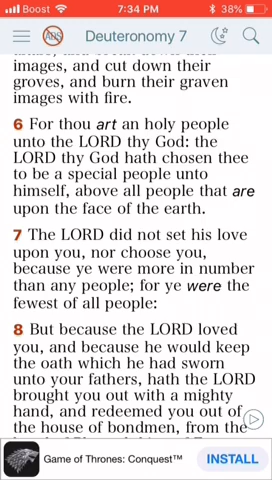 Boost 7:34 PM 38%
ADS Deuteronomy 7
images, and cut down their
groves, and burn their graven
images with fire.
6 For thou art an holy people
unto the LORD thy God: the
LORD thy God hath chosen thee
to be a special people unto
himself, above all people that are
upon the face of the earth.
7 The LORD did not set his love
upon you, nor choose you,
because ye were more in number
than any people; for ye were the
fewest of all people:
8 But because the LORD loved
you, and because he would keep
the oath which he had sworn
unto your fathers, hath the LORD
brought you out with a mighty
hand, and redeemed you out of
the house of bondmen, from the
Game of Thrones: Conquest™ INSTALL